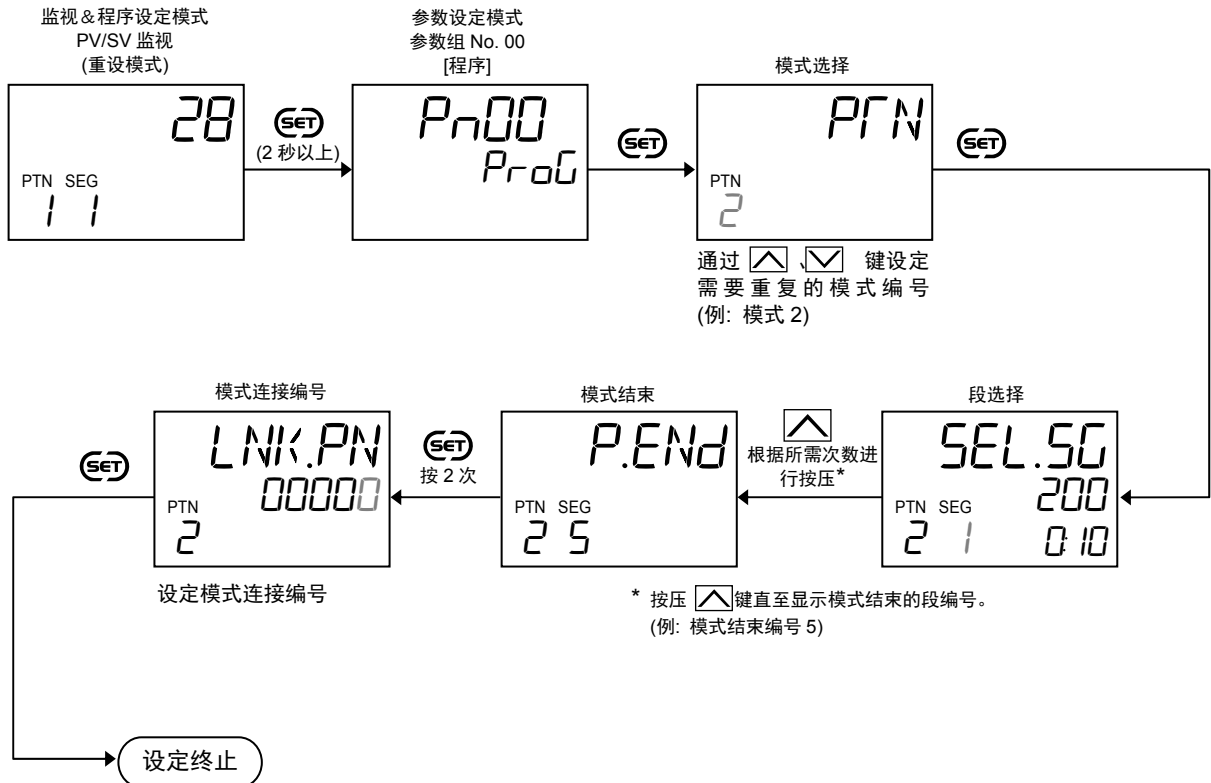 监视&程序设定模式
PV/SV 监视
(重设模式)
28
PTN SEG
1 1
SET
(2 秒以上)
参数设定模式
参数组 No. 00
[程序]
Pn00
ProG
SET
模式选择
PTN
PTN
2
SET
通过 、 键设定
需要重复的模式编号
(例: 模式 2)
段选择
SEL.SG
200
PTN SEG
2 1 0:10
根据所需次数进
行按压*
模式结束
P.ENd
PTN SEG
2 5
SET
按 2 次
模式连接编号
LNK.PN
00000
PTN
2
SET
设定模式连接编号
* 按压 键直至显示模式结束的段编号。
(例: 模式结束编号 5)
设定终止